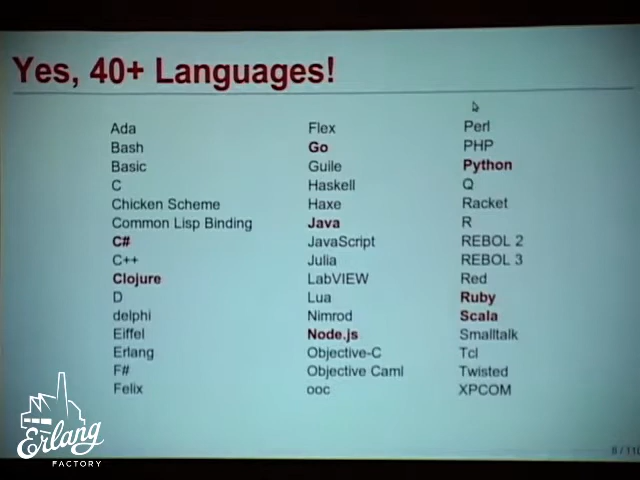 Yes, 40+ Languages!
Ada
Bash
Basic
C
Chicken Scheme
Common Lisp Binding
C#
C++
Clojure
D
delphi
Eiffel
Erlang
F#
Felix
Flex
Go
Guile
Haskell
Haxe
Java
JavaScript
Julia
LabVIEW
Lua
Nimrod
Node.js
Objective-C
Objective Caml
ooc
Perl
PHP
Python
Q
Racket
R
REBOL 2
REBOL 3
Red
Ruby
Scala
Smalltalk
Tcl
Twisted
XPCOM
8 / 110
Erlang
FACTORY